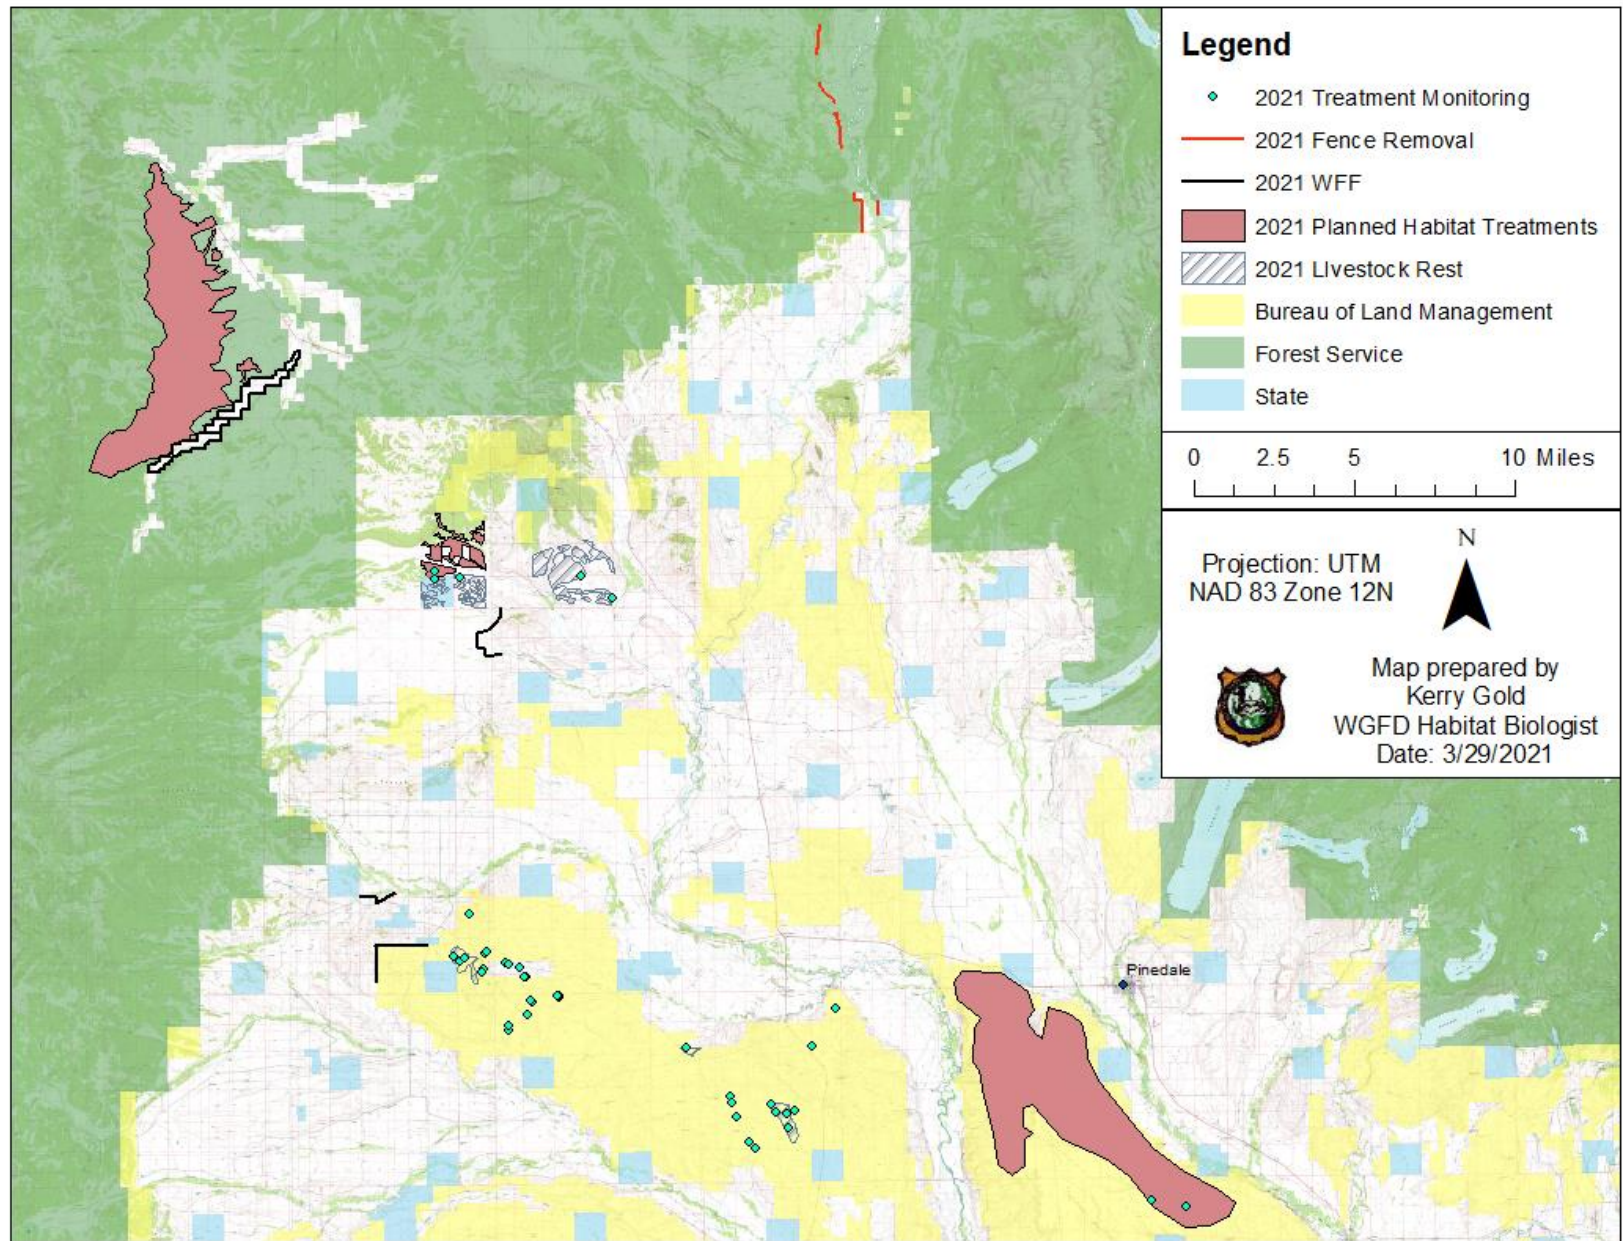 Legend
2021 Treatment Monitoring
2021 Fence Removal
2021 WFF
2021 Planned Habitat Treatments
2021 LIvestock Rest
Bureau of Land Management
Forest Service
State
0 2.5 5 10 Miles
Projection: UTM
NAD 83 Zone 12N
N
Map prepared by
Kerry Gold
WGFD Habitat Biologist
Date: 3/29/2021
Pinedale